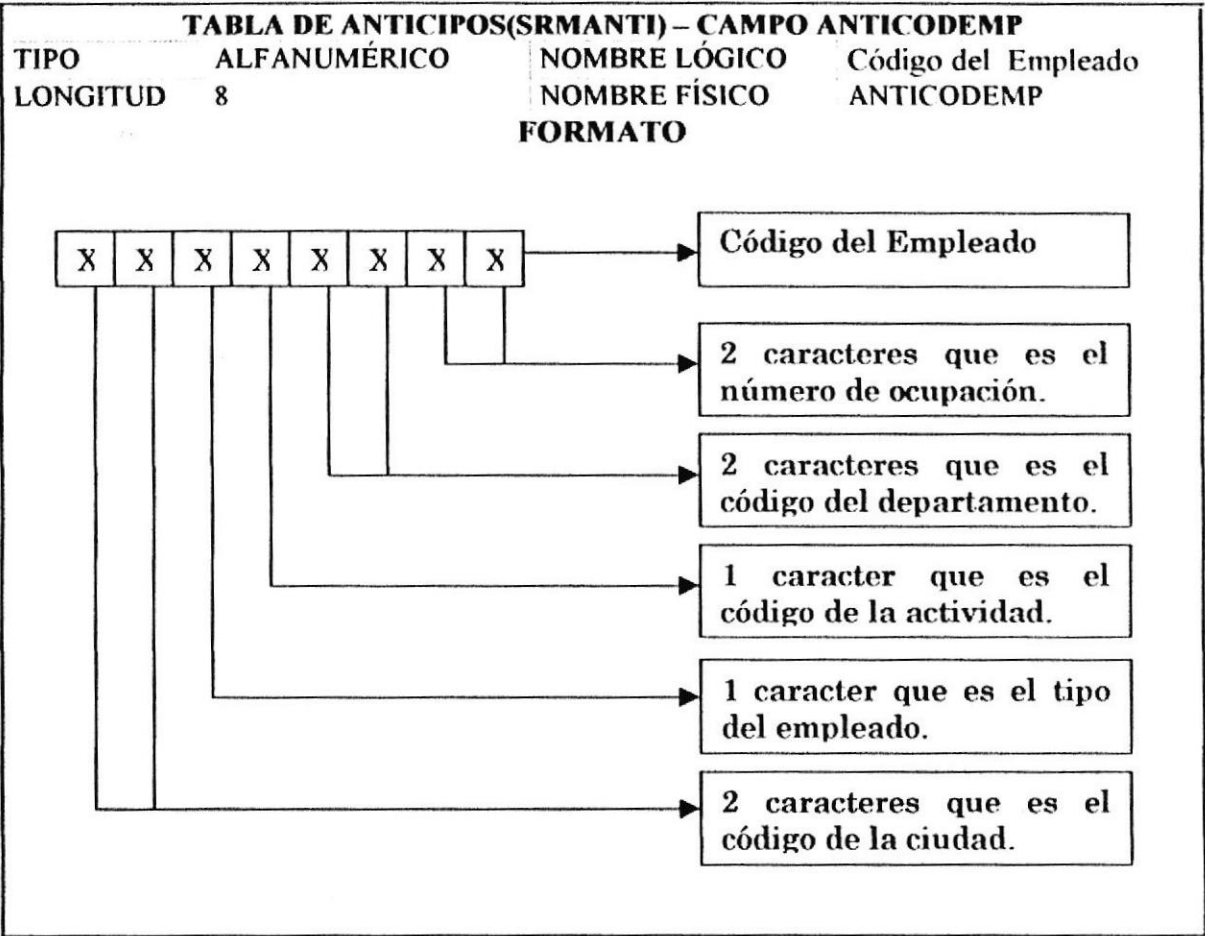 TABLA DE ANTICIPOS(SRMANTI) – CAMPO ANTICODEMP
TIPO ALFANUMÉRICO NOMBRE LÓGICO Código del Empleado
LONGITUD 8 NOMBRE FÍSICO ANTICODEMP
FORMATO
X X X X X X X X
Código del Empleado
2 caracteres que es el
número de ocupación.
2 caracteres que es el
código del departamento.
1 caracter que es el
código de la actividad.
1 caracter que es el tipo
del empleado.
2 caracteres que es el
código de la ciudad.